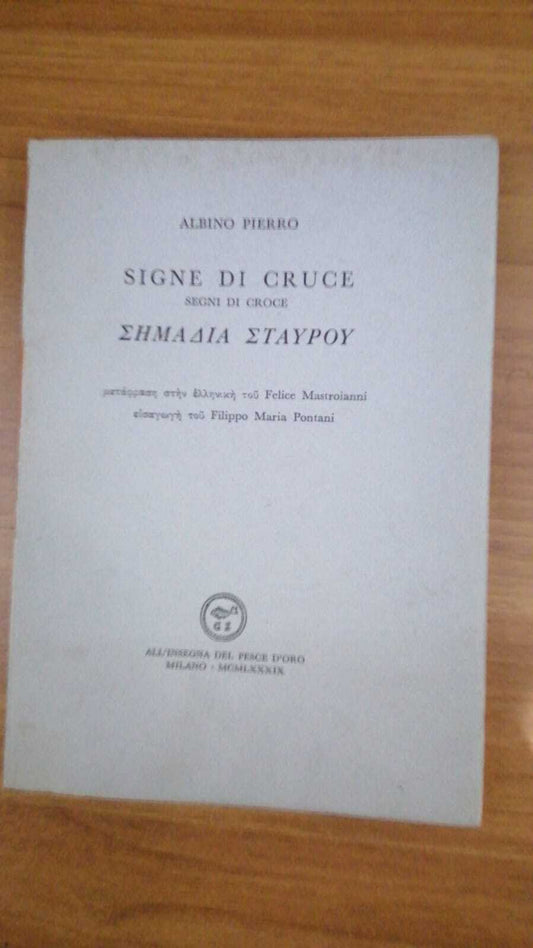 ALBINO PIERRO
SIGNE DI CRUCE
SEGNI DI CROCE
ΣΗΜΑΔΙΑ ΣΤΑΥΡΟΥ
μετάφραση στὴν ἑλληνικὴ τοῦ Felice Mastroianni
εἰσαγωγὴ τοῦ Filippo Maria Pontani
G S
ALL'INSEGNA DEL PESCE D'ORO
MILANO - MCMLXXXIX